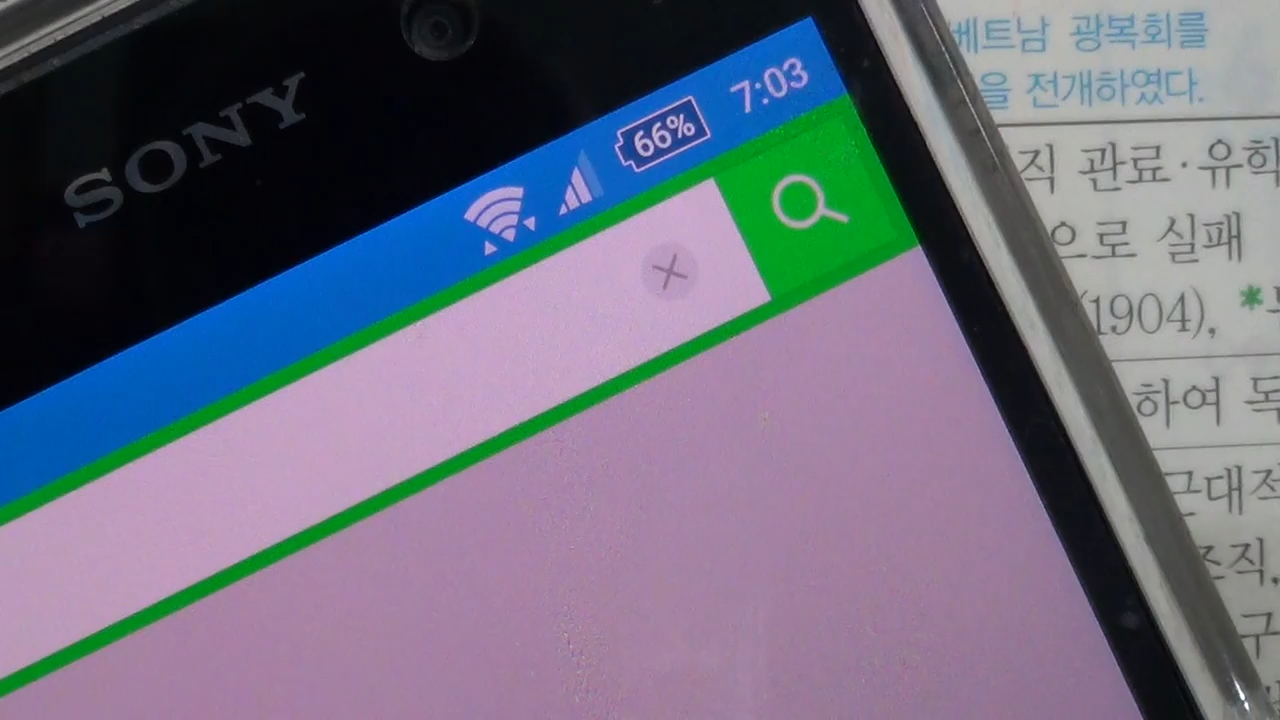 SONY
66% 7:03
베트남 광복회를
을 전개하였다.
직 관료·유학
으로 실패
(1904), *
하여 독
근대적
조직,
구